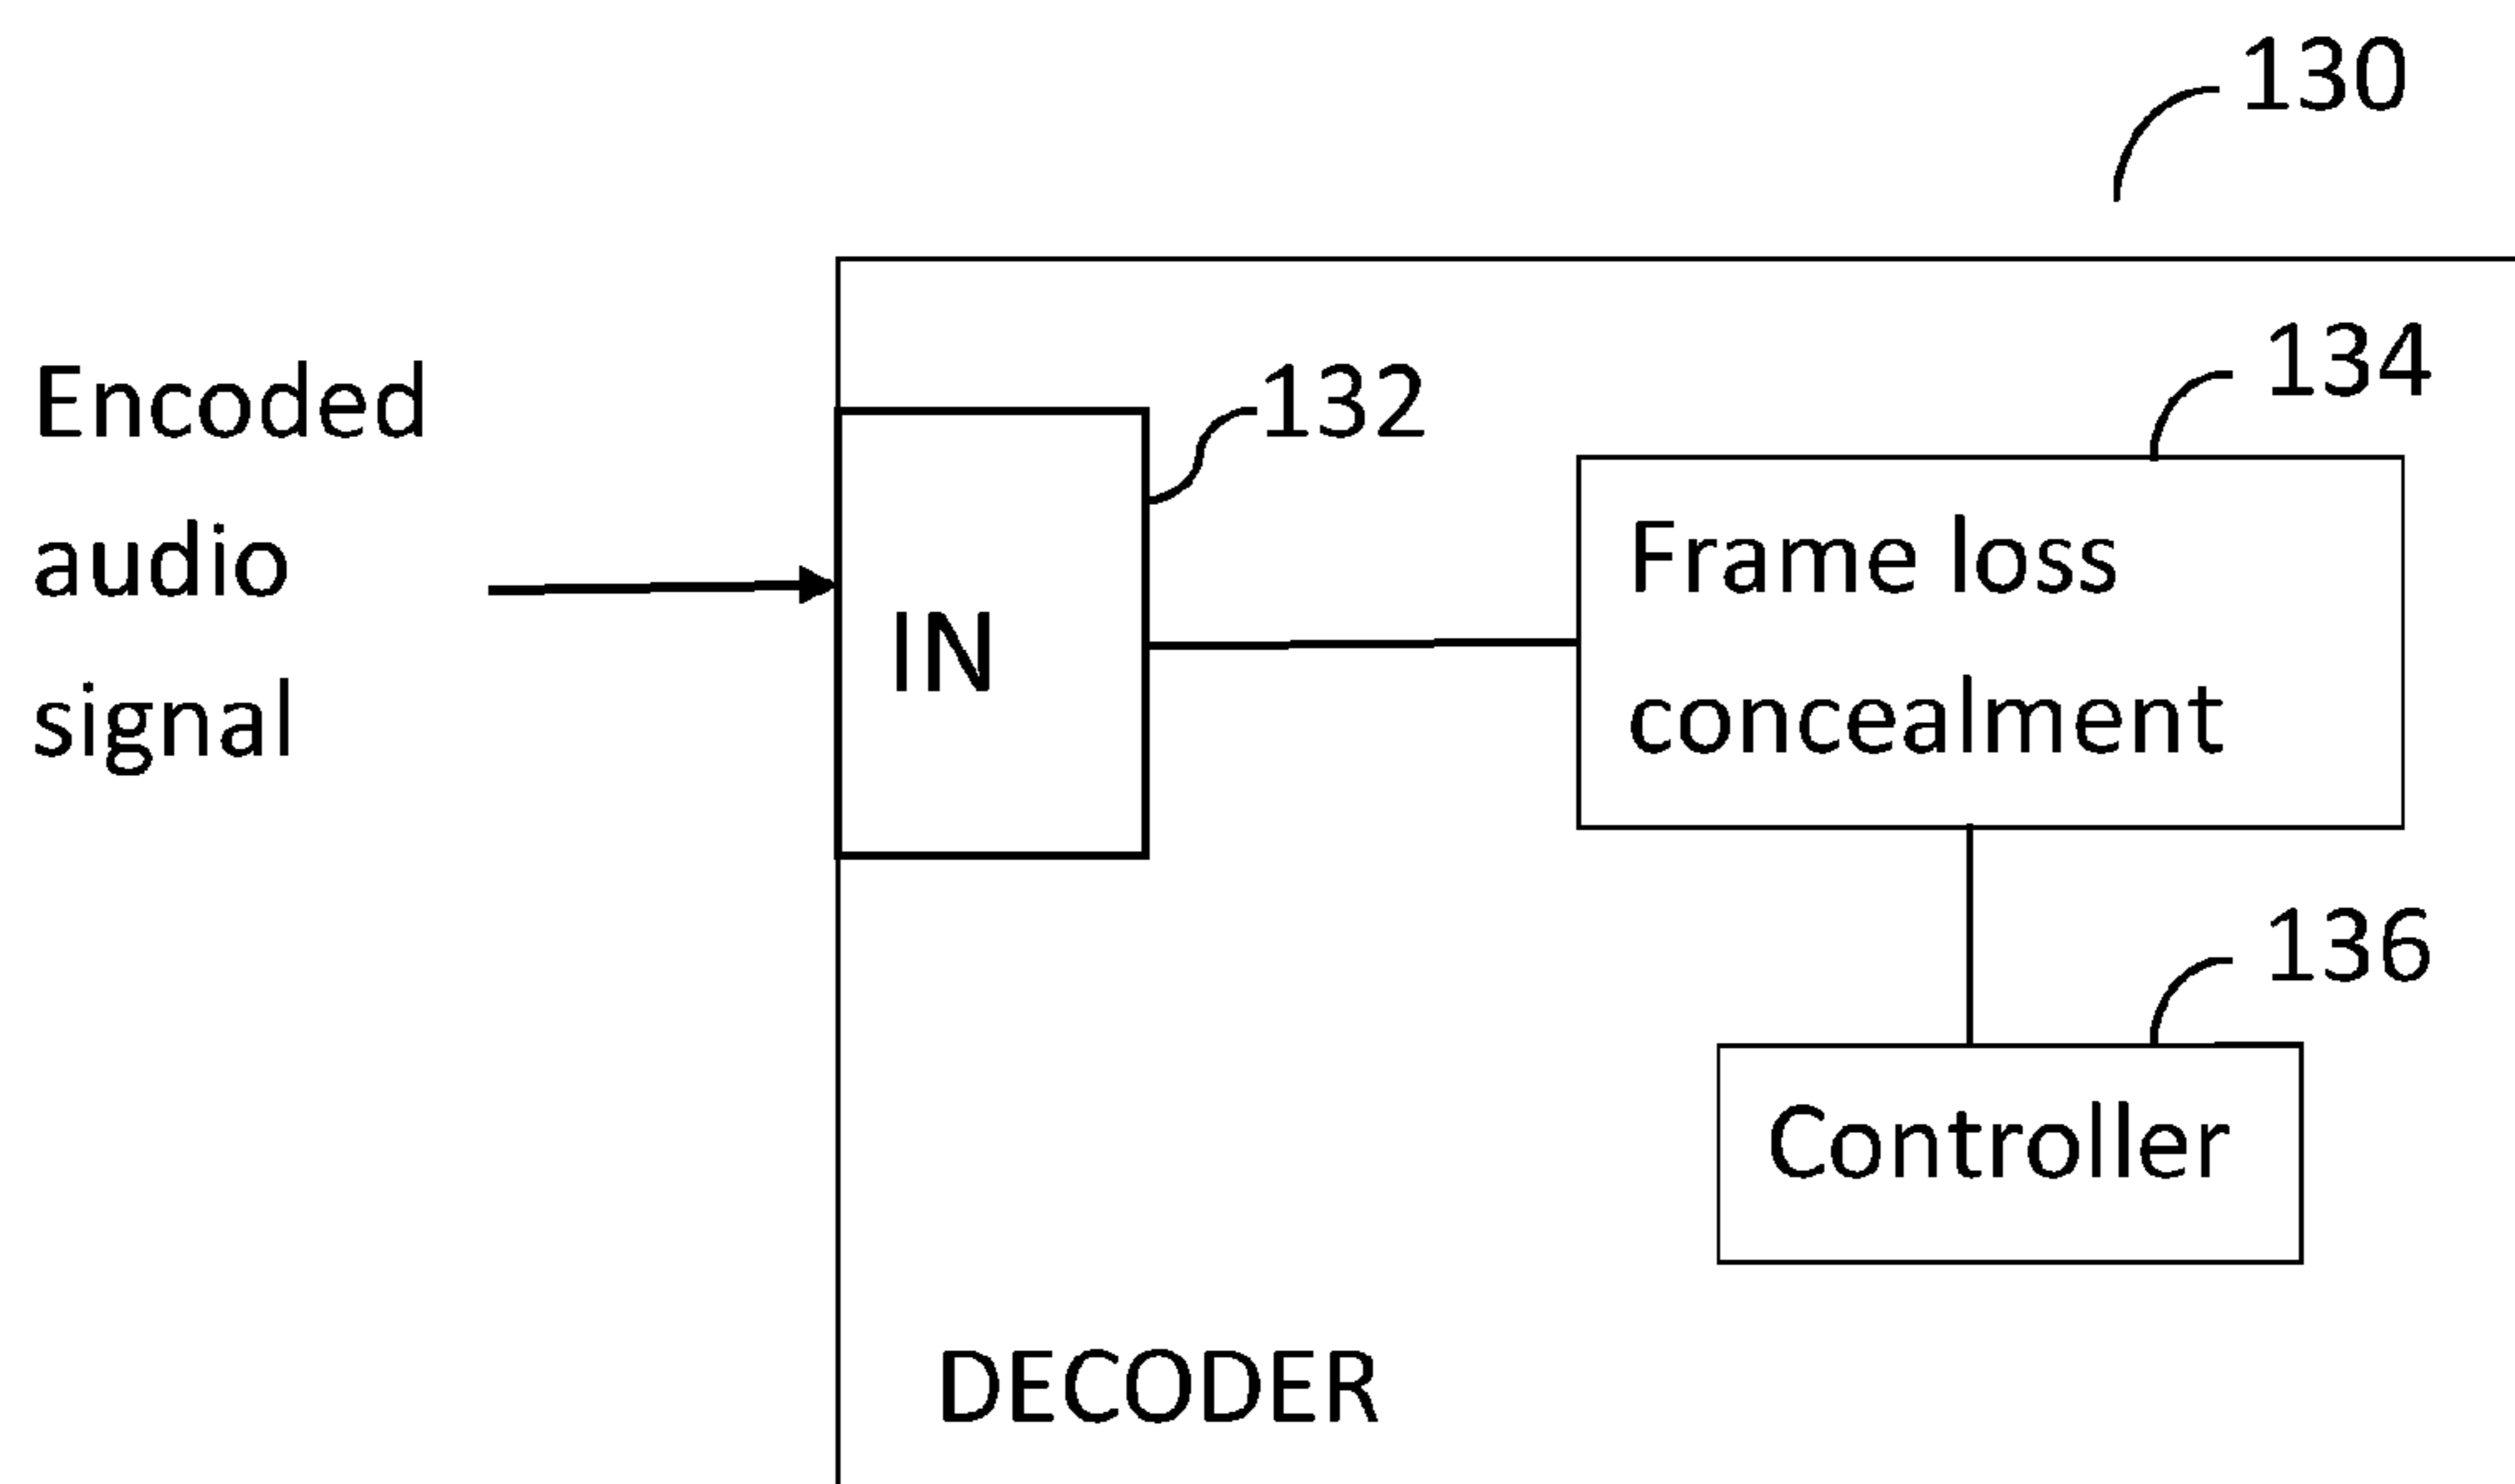 130
134
132
Encoded
audio
signal
IN
Frame loss
concealment
136
Controller
DECODER